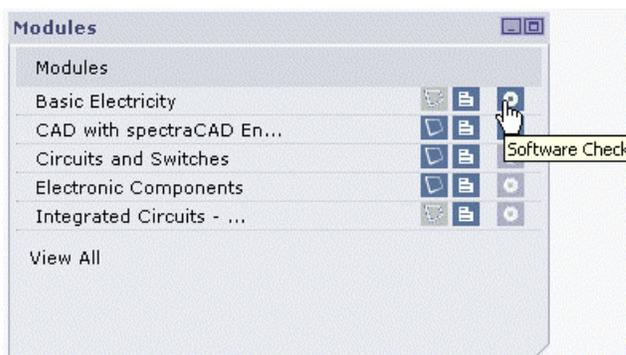 Modules
Modules
Basic Electricity
CAD with spectraCAD En...
Software Check
Circuits and Switches
Electronic Components
Integrated Circuits - ...
View All